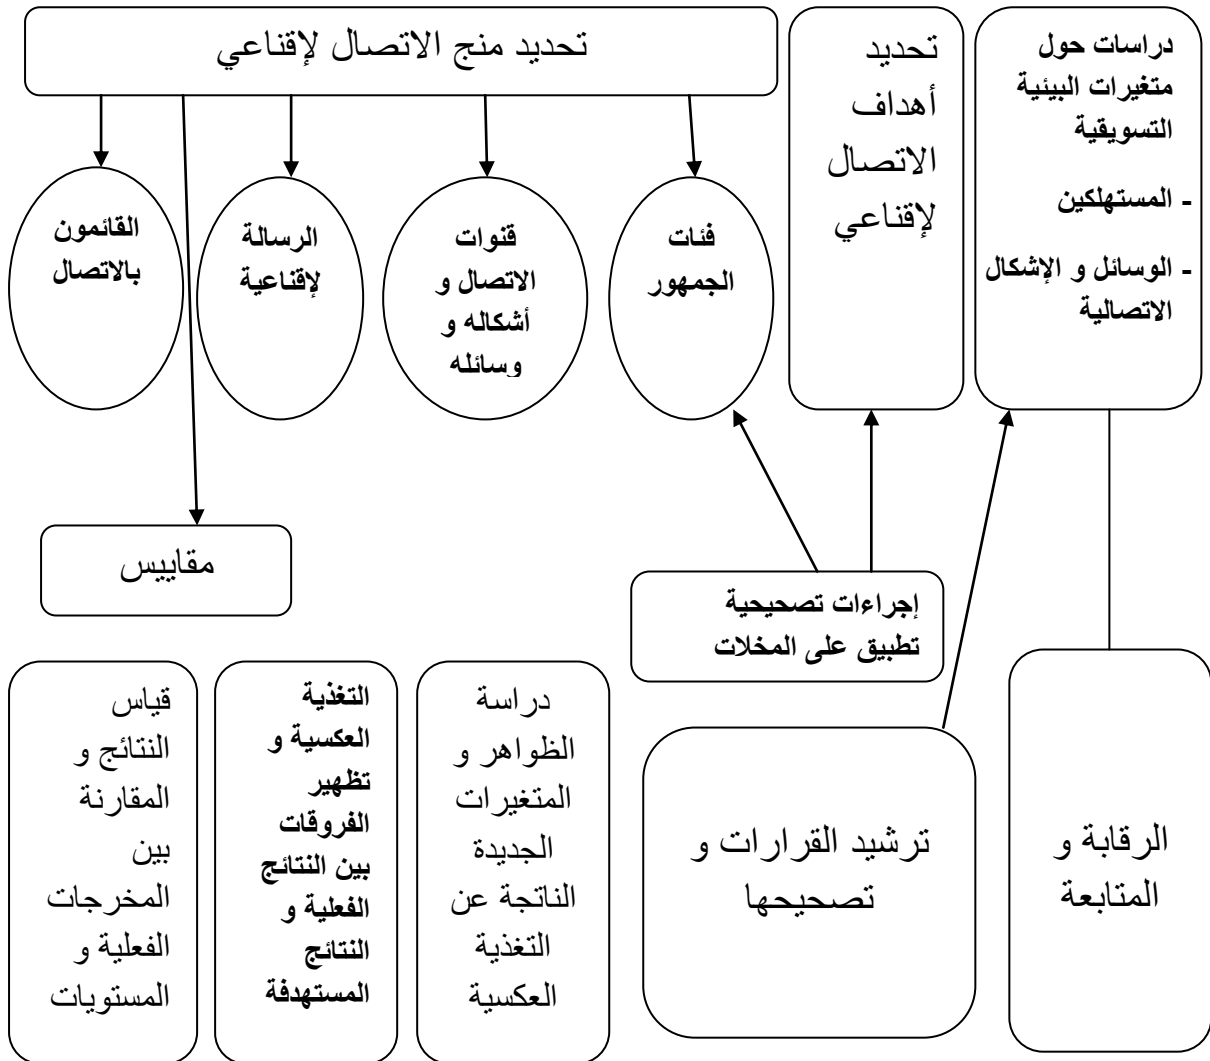 دراسات حول
متغيرات البيئية
التسويقية
- المستهلكين
- الوسائل و الإشكال
الاتصالية
تحديد
أهداف
الاتصال
لإقناعي
تحديد منج الاتصال لإقناعي
فئات
الجمهور
قنوات
الاتصال و
أشكاله و
وسائله
الرسالة
لإقناعية
القائمون
بالاتصال
مقاييس
إجراءات تصحيحية
تطبيق على المخلات
الرقابة و
المتابعة
ترشيد القرارات و
تصحيحها
دراسة
الظواهر و
المتغيرات
الجديدة
الناتجة عن
التغذية
العكسية
التغذية
العكسية و
تظهير
الفروقات
بين النتائج
الفعلية و
النتائج
المستهدفة
قياس
النتائج و
المقارنة
بين
المخرجات
الفعلية و
المستويات